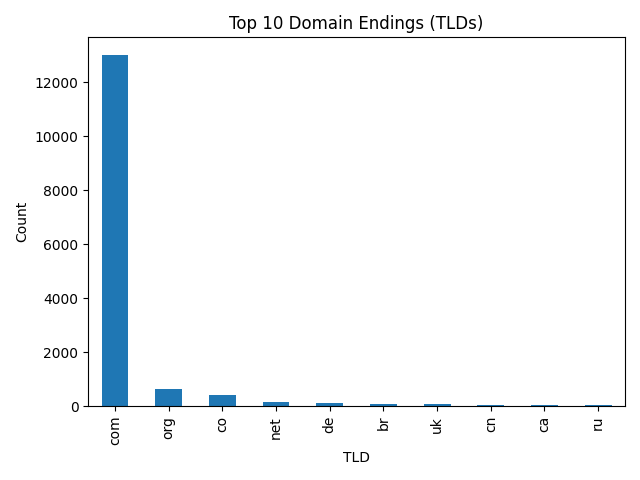 Top 10 Domain Endings (TLDs)
Count
12000
10000
8000
6000
4000
2000
0
com
org
co
net
de
br
uk
cn
ca
ru
TLD